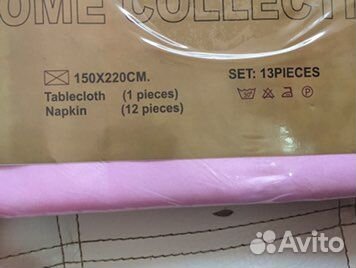 OME COLLECTI
150X220CM. SET: 13PIECES
Tablecloth (1 pieces)
Napkin (12 pieces)
P
Avito